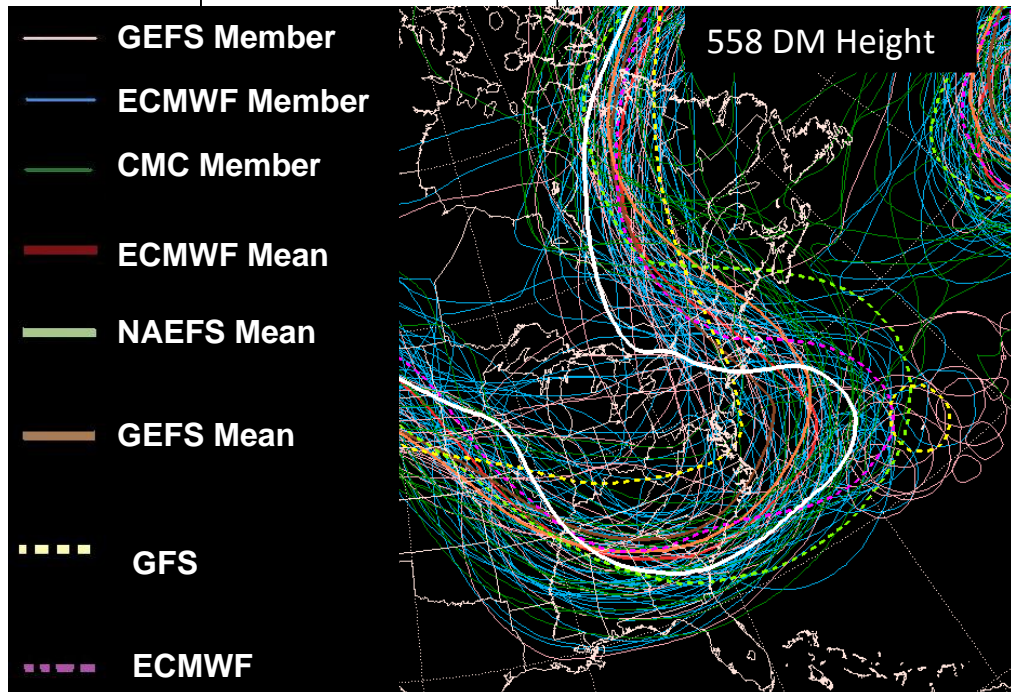 GEFS Member
558 DM Height
ECMWF Member
CMC Member
ECMWF Mean
NAEFS Mean
GEFS Mean
GFS
ECMWF